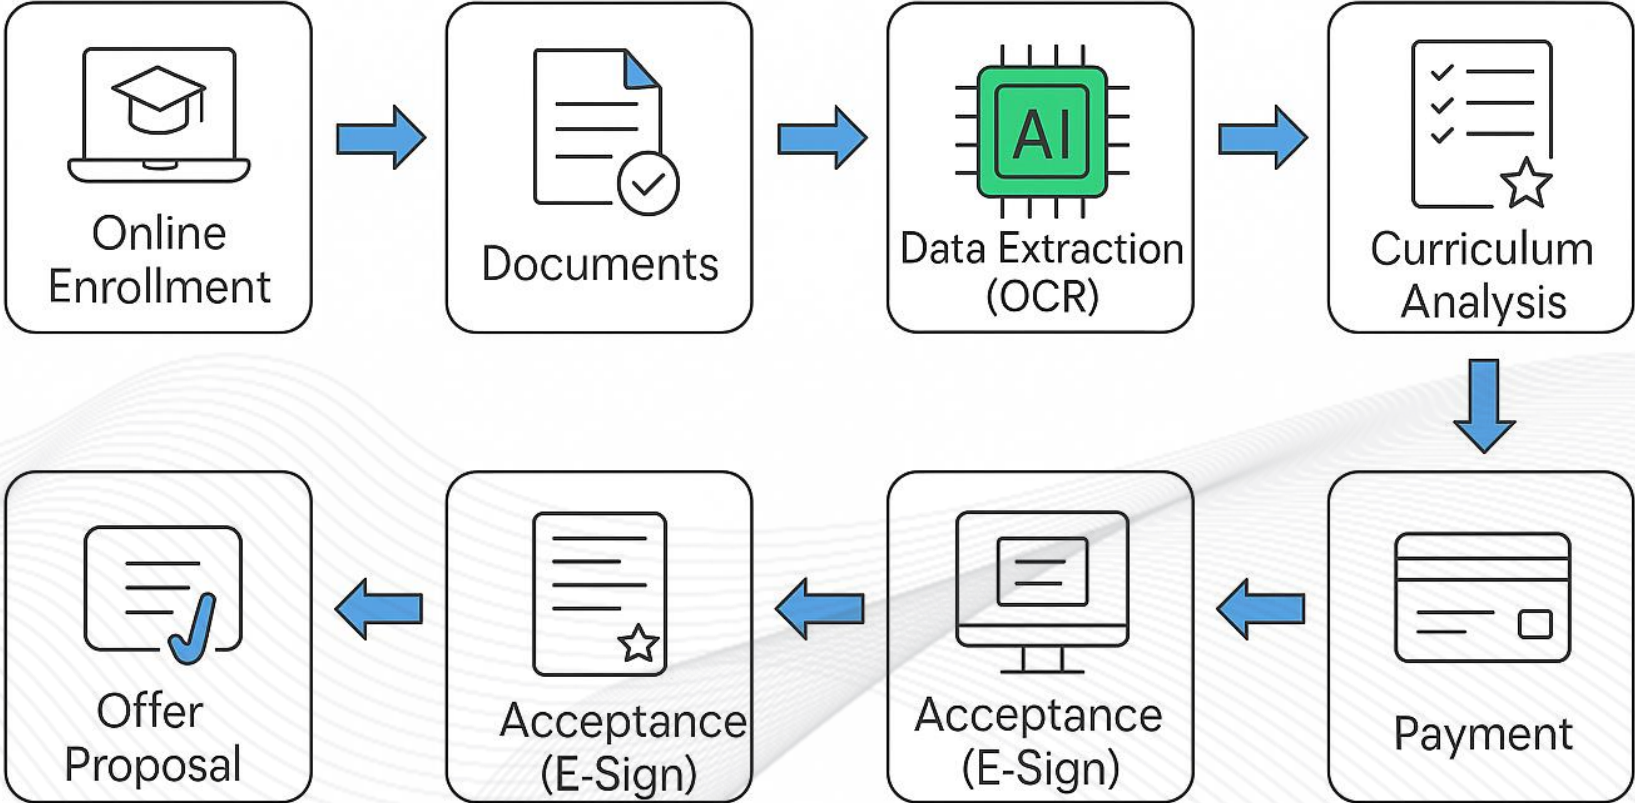 Online
Enrollment
Documents
AI
Data Extraction
(OCR)
Curriculum
Analysis
Offer
Proposal
Acceptance
(E-Sign)
Acceptance
(E-Sign)
Payment